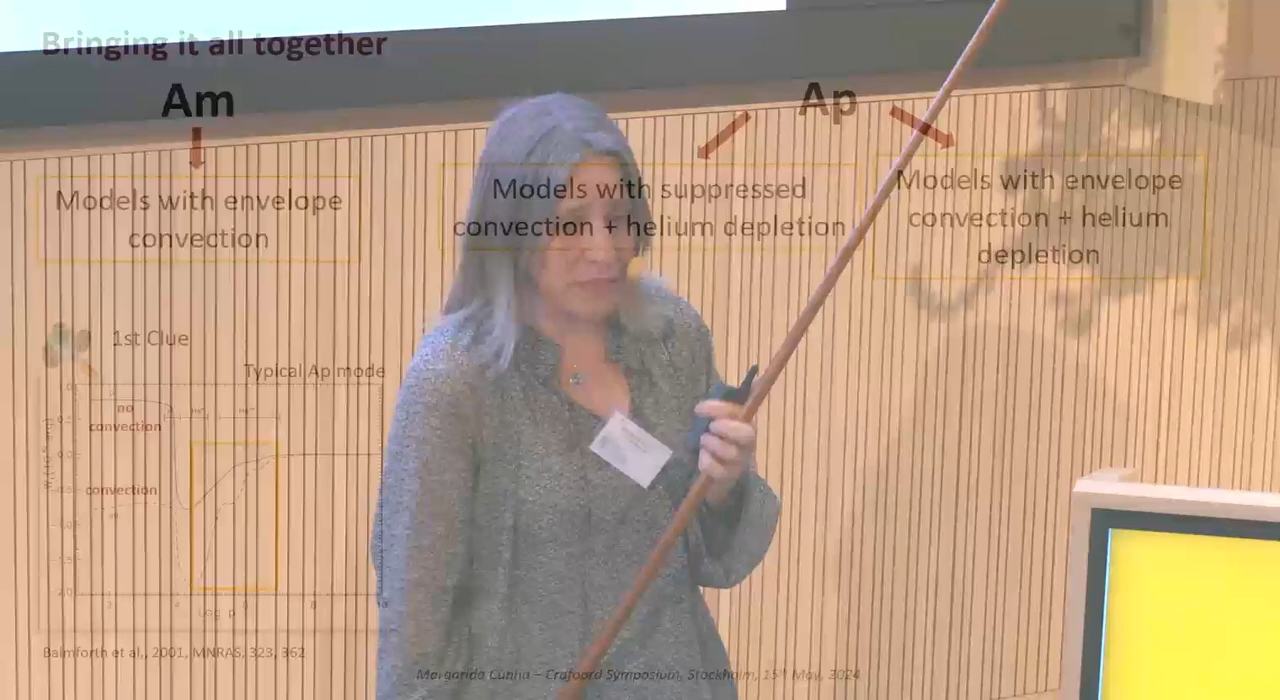 Bringing it all together
Am
Ap
Models with envelope
convection
Models with suppressed
convection + helium depletion
Models with envelope
convection + helium
depletion
1st Clue
Typical Ap mode
no
convection
convection
Log p
Balmforth et al., 2001, MNRAS, 323, 362
Margarida Cunha – Crafoord Symposium, Stockholm, 15th May, 2024